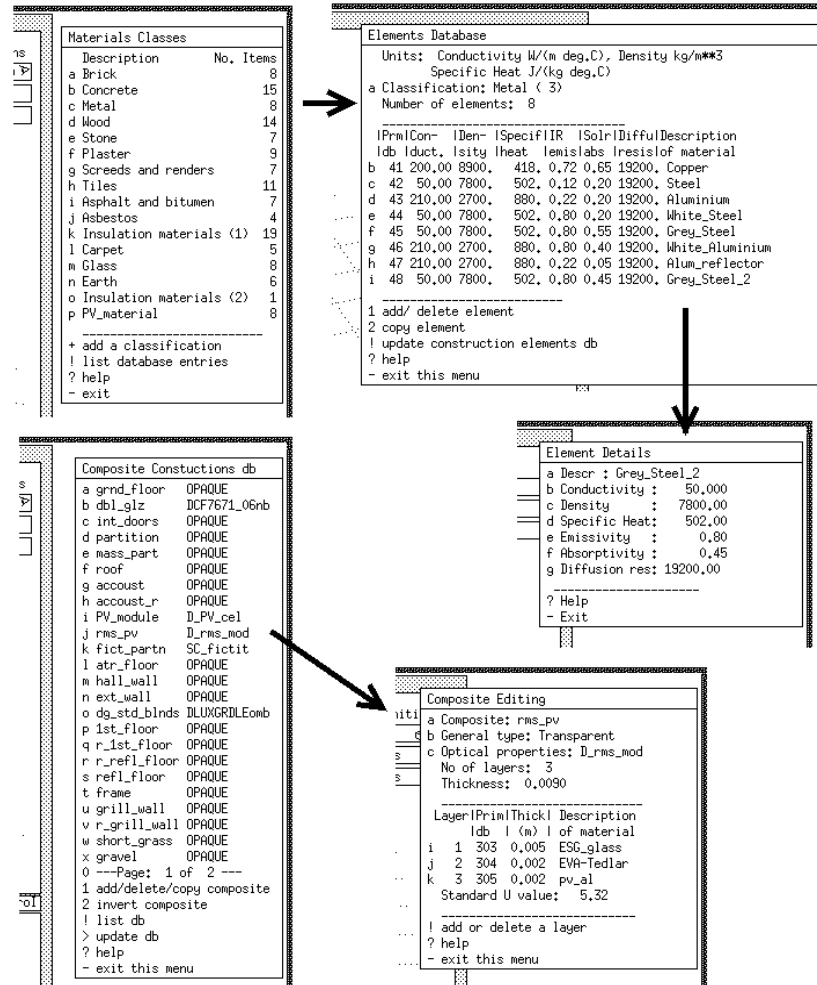 Materials Classes
Description No. Items
a Brick 8
b Concrete 15
c Metal 8
d Wood 14
e Stone 7
f Plaster 9
g Screeds and renders 7
h Tiles 11
i Asphalt and bitumen 7
j Asbestos 4
k Insulation materials (1) 19
l Carpet 5
m Glass 8
n Earth 6
o Insulation materials (2) 1
p PV_material 8
+ add a classification
! list database entries
? help
- exit
Elements Database
Units: Conductivity W/(m deg.C), Density kg/m**3
Specific Heat J/(kg deg.C)
a Classification: Metal ( 3)
Number of elements: 8
|Prm|Con- |Den- |Specif|IR |Solr|Diffu|Description
|db |duct. |sity |heat |emis|abs |resis|of material
b 41 200.00 8900. 418. 0.72 0.65 19200. Copper
c 42 50.00 7800. 502. 0.12 0.20 19200. Steel
d 43 210.00 2700. 880. 0.22 0.20 19200. Aluminium
e 44 50.00 7800. 502. 0.80 0.20 19200. White_Steel
f 45 50.00 7800. 502. 0.80 0.55 19200. Grey_Steel
g 46 210.00 2700. 880. 0.80 0.40 19200. White_Aluminium
h 47 210.00 2700. 880. 0.22 0.05 19200. Alum_reflector
i 48 50.00 7800. 502. 0.80 0.45 19200. Grey_Steel_2
1 add/ delete element
2 copy element
! update construction elements db
? help
- exit this menu
Element Details
a Descr : Grey_Steel_2
b Conductivity : 50.000
c Density : 7800.00
d Specific Heat: 502.00
e Emissivity : 0.80
f Absorptivity : 0.45
g Diffusion res: 19200.00
? Help
- Exit
Composite Constuctions db
a grnd_floor OPAQUE
b dbl_glz DCF7671_06nb
c int_doors OPAQUE
d partition OPAQUE
e mass_part OPAQUE
f roof OPAQUE
g accoust OPAQUE
h accoust_r OPAQUE
i PV_module D_PV_cel
j rms_pv D_rms_mod
k fict_partn SC_fictit
l atr_floor OPAQUE
m hall_wall OPAQUE
n ext_wall OPAQUE
o dg_std_blnds DLUXGRDLEomb
p 1st_floor OPAQUE
q r_1st_floor OPAQUE
r r_refl_floor OPAQUE
s refl_floor OPAQUE
t frame OPAQUE
u grill_wall OPAQUE
v r_grill_wall OPAQUE
w short_grass OPAQUE
x gravel OPAQUE
0 ---Page: 1 of 2 ---
1 add/delete/copy composite
2 invert composite
! list db
> update db
? help
- exit this menu
Composite Editing
a Composite: rms_pv
b General type: Transparent
c Optical properties: D_rms_mod
No of layers: 3
Thickness: 0.0090
Layer|Prim|Thick| Description
|db | (m) | of material
i 1 303 0.005 ESG_glass
j 2 304 0.002 EVA-Tedlar
k 3 305 0.002 pv_al
Standard U value: 5.32
! add or delete a layer
? help
- exit this menu